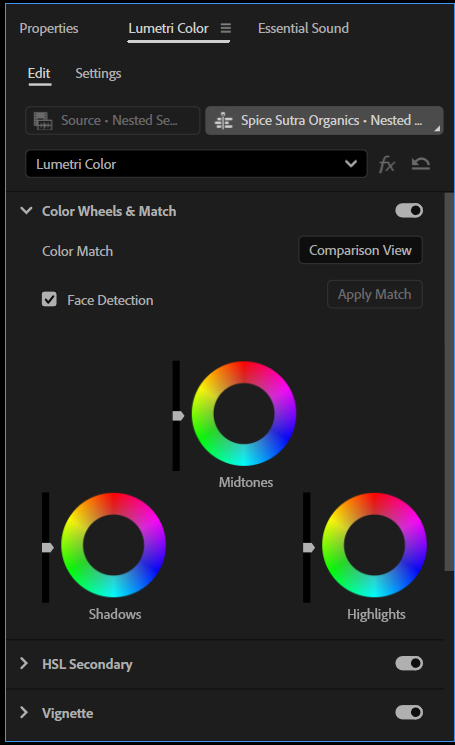 Properties
Lumetri Color
Essential Sound
Edit
Settings
Source • Nested Se...
Spice Sutra Organics • Nested ...
Lumetri Color
fx
Color Wheels & Match
Color Match
Comparison View
Face Detection
Apply Match
Midtones
Shadows
Highlights
HSL Secondary
Vignette